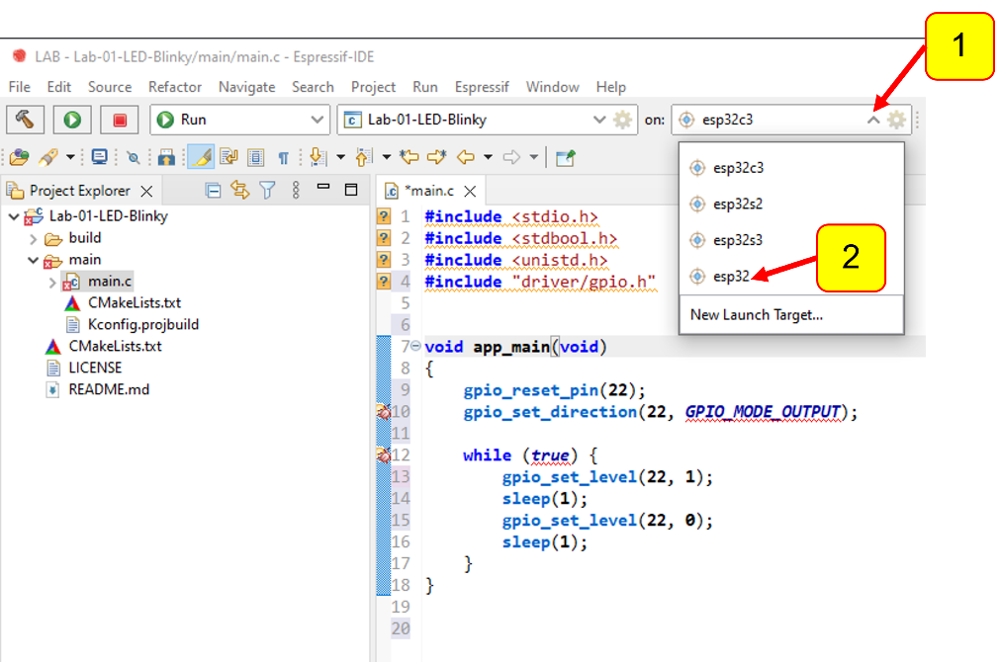 1
LAB - Lab-01-LED-Blinky/main/main.c - Espressif-IDE
File Edit Source Refactor Navigate Search Project Run Espressif Window Help
Run Lab-01-LED-Blinky on: esp32c3
esp32c3
esp32s2
esp32s3
esp32
New Launch Target...
2
Project Explorer
Lab-01-LED-Blinky
build
main
main.c
CMakeLists.txt
Kconfig.projbuild
CMakeLists.txt
LICENSE
README.md
*main.c
1 #include <stdio.h>
2 #include <stdbool.h>
3 #include <unistd.h>
4 #include "driver/gpio.h"
5
6
7 void app_main(void)
8 {
9 gpio_reset_pin(22);
10 gpio_set_direction(22, GPIO_MODE_OUTPUT);
11
12 while (true) {
13 gpio_set_level(22, 1);
14 sleep(1);
15 gpio_set_level(22, 0);
16 sleep(1);
17 }
18 }
19
20